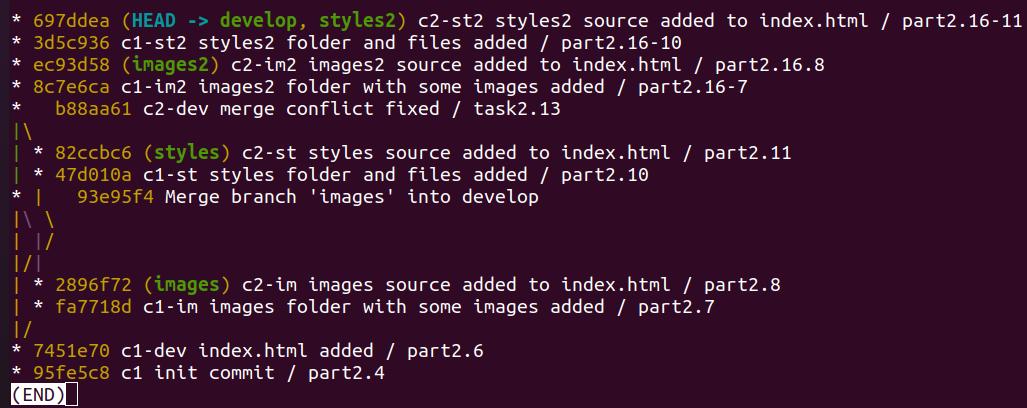 * 697ddea (HEAD -> develop, styles2) c2-st2 styles2 source added to index.html / part2.16-11
* 3d5c936 c1-st2 styles2 folder and files added / part2.16-10
* ec93d58 (images2) c2-im2 images2 source added to index.html / part2.16.8
* 8c7e6ca c1-im2 images2 folder with some images added / part2.16-7
*   b88aa61 c2-dev merge conflict fixed / task2.13
|\
| * 82ccbc6 (styles) c2-st styles source added to index.html / part2.11
| * 47d010a c1-st styles folder and files added / part2.10
* |   93e95f4 Merge branch 'images' into develop
|\ \
| |/
|/|
| * 2896f72 (images) c2-im images source added to index.html / part2.8
| * fa7718d c1-im images folder with some images added / part2.7
|/
* 7451e70 c1-dev index.html added / part2.6
* 95fe5c8 c1 init commit / part2.4
(END)